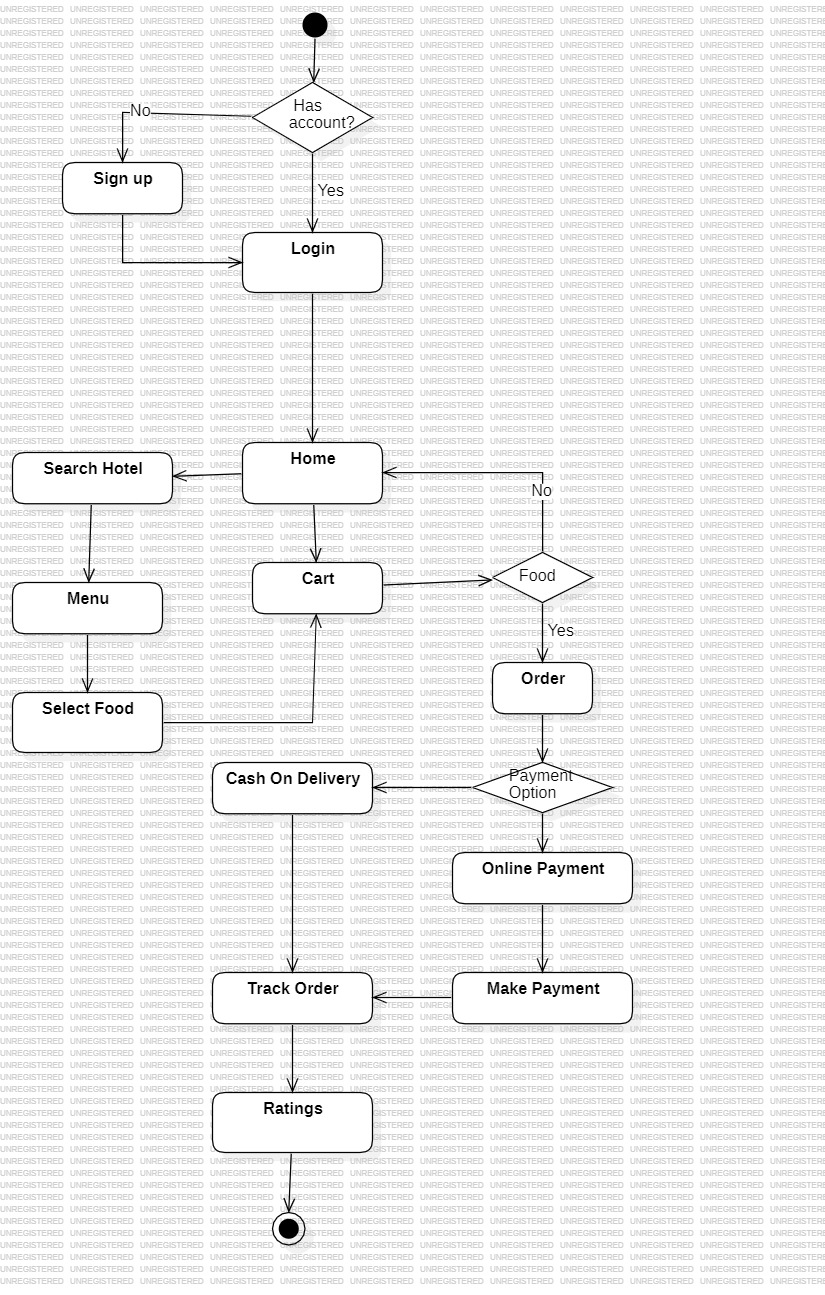 Has
account?
No
Sign up
Yes
Login
Home
Search Hotel
No
Cart
Food
Menu
Yes
Order
Select Food
Payment
Option
Cash On Delivery
Online Payment
Track Order
Make Payment
Ratings
UNREGISTERED